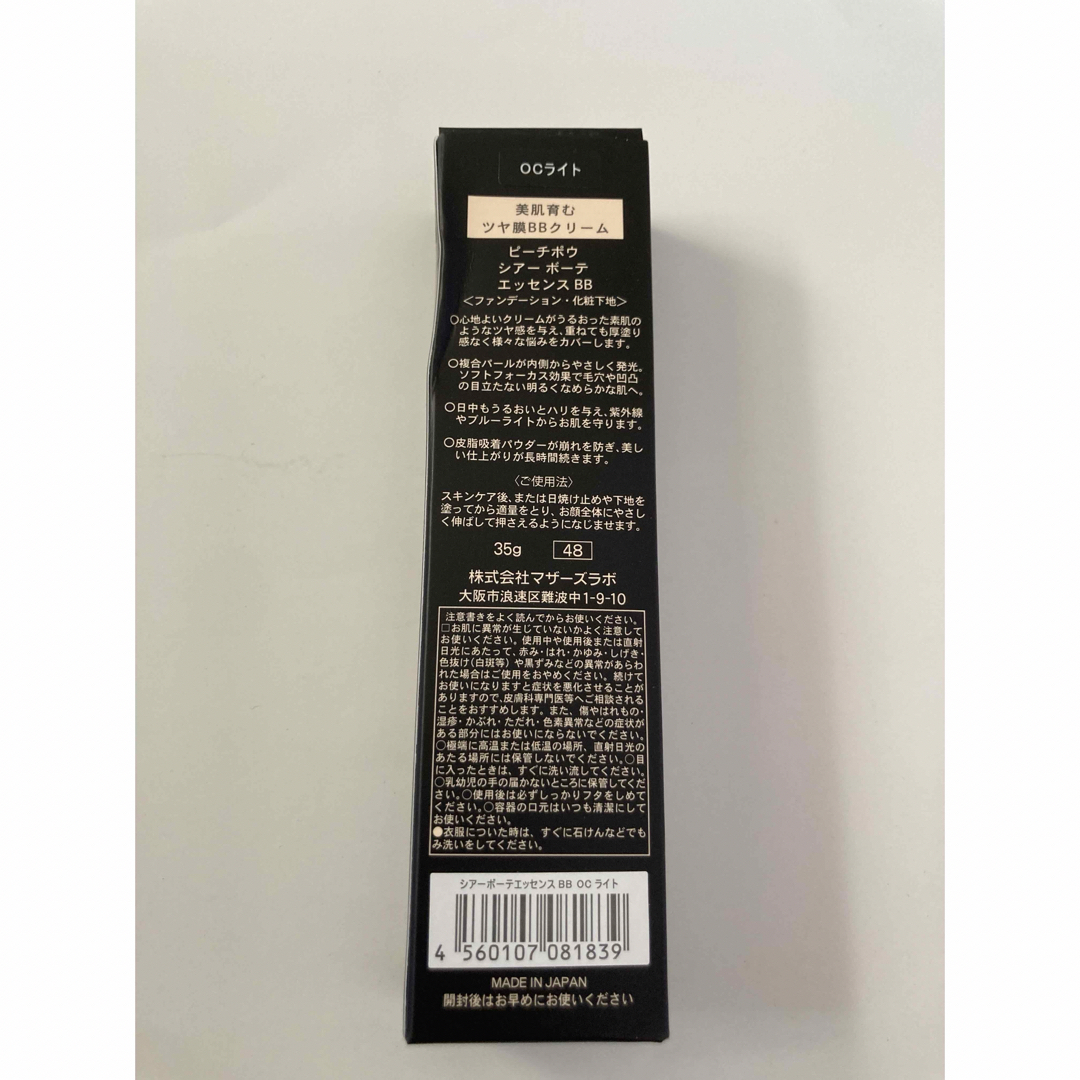 OCライト
美肌育む
ツヤ膜BBクリーム
ピーチポウ
シアー ボーテ
エッセンス BB
＜ファンデーション・化粧下地＞
○心地よいクリームがうるおった素肌の
ようなツヤ感を与え、重ねても厚塗り
感なく様々な悩みをカバーします。
○複合パールが内側からやさしく発光。
ソフトフォーカス効果で毛穴や凹凸
の目立たない明るくなめらかな肌へ。
○日中もうるおいとハリを与え、紫外線
やブルーライトからお肌を守ります。
○皮脂吸着パウダーが崩れを防ぎ、美し
い仕上がりが長時間続きます。
〈ご使用法〉
スキンケア後、または日焼け止めや下地を
塗ってから適量をとり、お顔全体にやさし
く伸ばして押さえるようになじませます。
35g 48
株式会社マザーズラボ
大阪市浪速区難波中1-9-10
注意書きをよく読んでからお使いください。
□お肌に異常が生じていないかよく注意して
お使いください。使用中や使用後または直射
日光にあたって、赤み・はれ・かゆみ・しげき・
色抜け(白斑等)や黒ずみなどの異常があらわ
れた場合はご使用をおやめください。続けて
お使いになりますと症状を悪化させることが
ありますので、皮膚科専門医等へご相談される
ことをおすすめします。また、傷やはれもの・
湿疹・かぶれ・ただれ・色素異常などの症状が
ある部分にはお使いにならないでください。
○極端に高温または低温の場所、直射日光の
あたる場所には保管しないでください。○目
に入ったときは、すぐに洗い流してください。
○乳幼児の手の届かないところに保管してくだ
さい。○使用後は必ずしっかりフタをしめて
ください。○容器の口元はいつも清潔にして
お使いください。
●衣服についた時は、すぐに石けんなどでも
み洗いをしてください。
シアーボーテエッセンス BB OC ライト
4 560107 081839
MADE IN JAPAN
開封後はお早めにお使いください